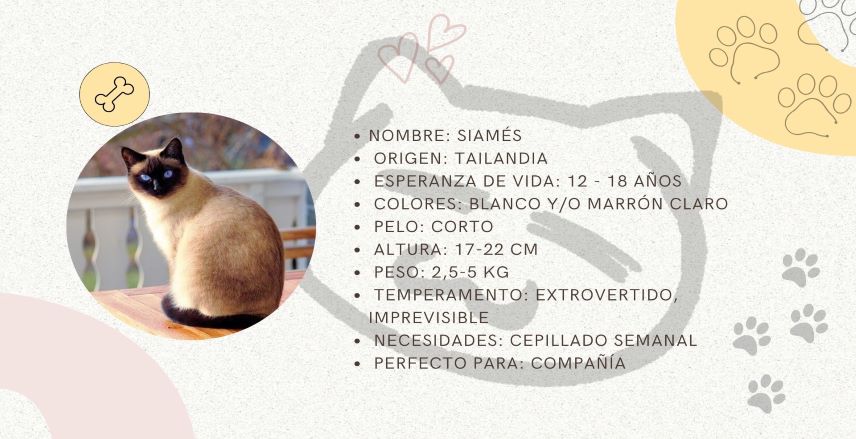 • NOMBRE: SIAMÉS
• ORIGEN: TAILANDIA
• ESPERANZA DE VIDA: 12 - 18 AÑOS
• COLORES: BLANCO Y/O MARRÓN CLARO
• PELO: CORTO
• ALTURA: 17-22 CM
• PESO: 2,5-5 KG
• TEMPERAMENTO: EXTROVERTIDO,
IMPREVISIBLE
• NECESIDADES: CEPILLADO SEMANAL
• PERFECTO PARA: COMPAÑÍA